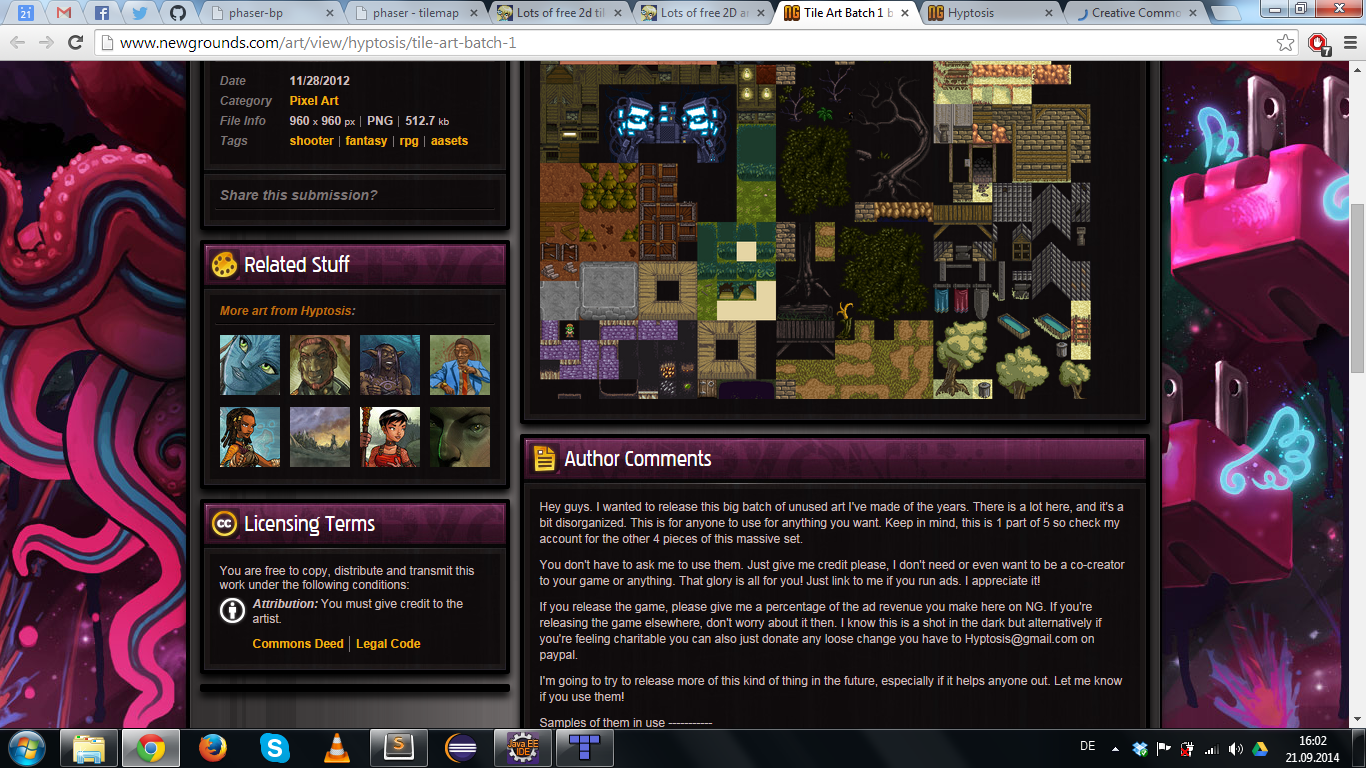 21
phaser-bp
phaser - tilemap
Lots of free 2d til
Lots of free 2D ar
NG
Tile Art Batch 1 b
NG
Hyptosis
Creative Commo
www.newgrounds.com/art/view/hyptosis/tile-art-batch-1
7
Date 11/28/2012
Category Pixel Art
File Info 960 x 960 px | PNG | 512.7 kb
Tags shooter | fantasy | rpg | aasets
Share this submission?
Related Stuff
More art from Hyptosis:
cc Licensing Terms
You are free to copy, distribute and transmit this
work under the following conditions:
Attribution: You must give credit to the
artist.
Commons Deed | Legal Code
Author Comments
Hey guys. I wanted to release this big batch of unused art I've made of the years. There is a lot here, and it's a
bit disorganized. This is for anyone to use for anything you want. Keep in mind, this is 1 part of 5 so check my
account for the other 4 pieces of this massive set.
You don't have to ask me to use them. Just give me credit please, I don't need or even want to be a co-creator
to your game or anything. That glory is all for you! Just link to me if you run ads. I appreciate it!
If you release the game, please give me a percentage of the ad revenue you make here on NG. If you're
releasing the game elsewhere, don't worry about it then. I know this is a shot in the dark but alternatively if
you're feeling charitable you can also just donate any loose change you have to Hyptosis@gmail.com on
paypal.
I'm going to try to release more of this kind of thing in the future, especially if it helps anyone out. Let me know
if you use them!
Samples of them in use -----------
S
S
Java EE
IDE
DE
16:02
21.09.2014